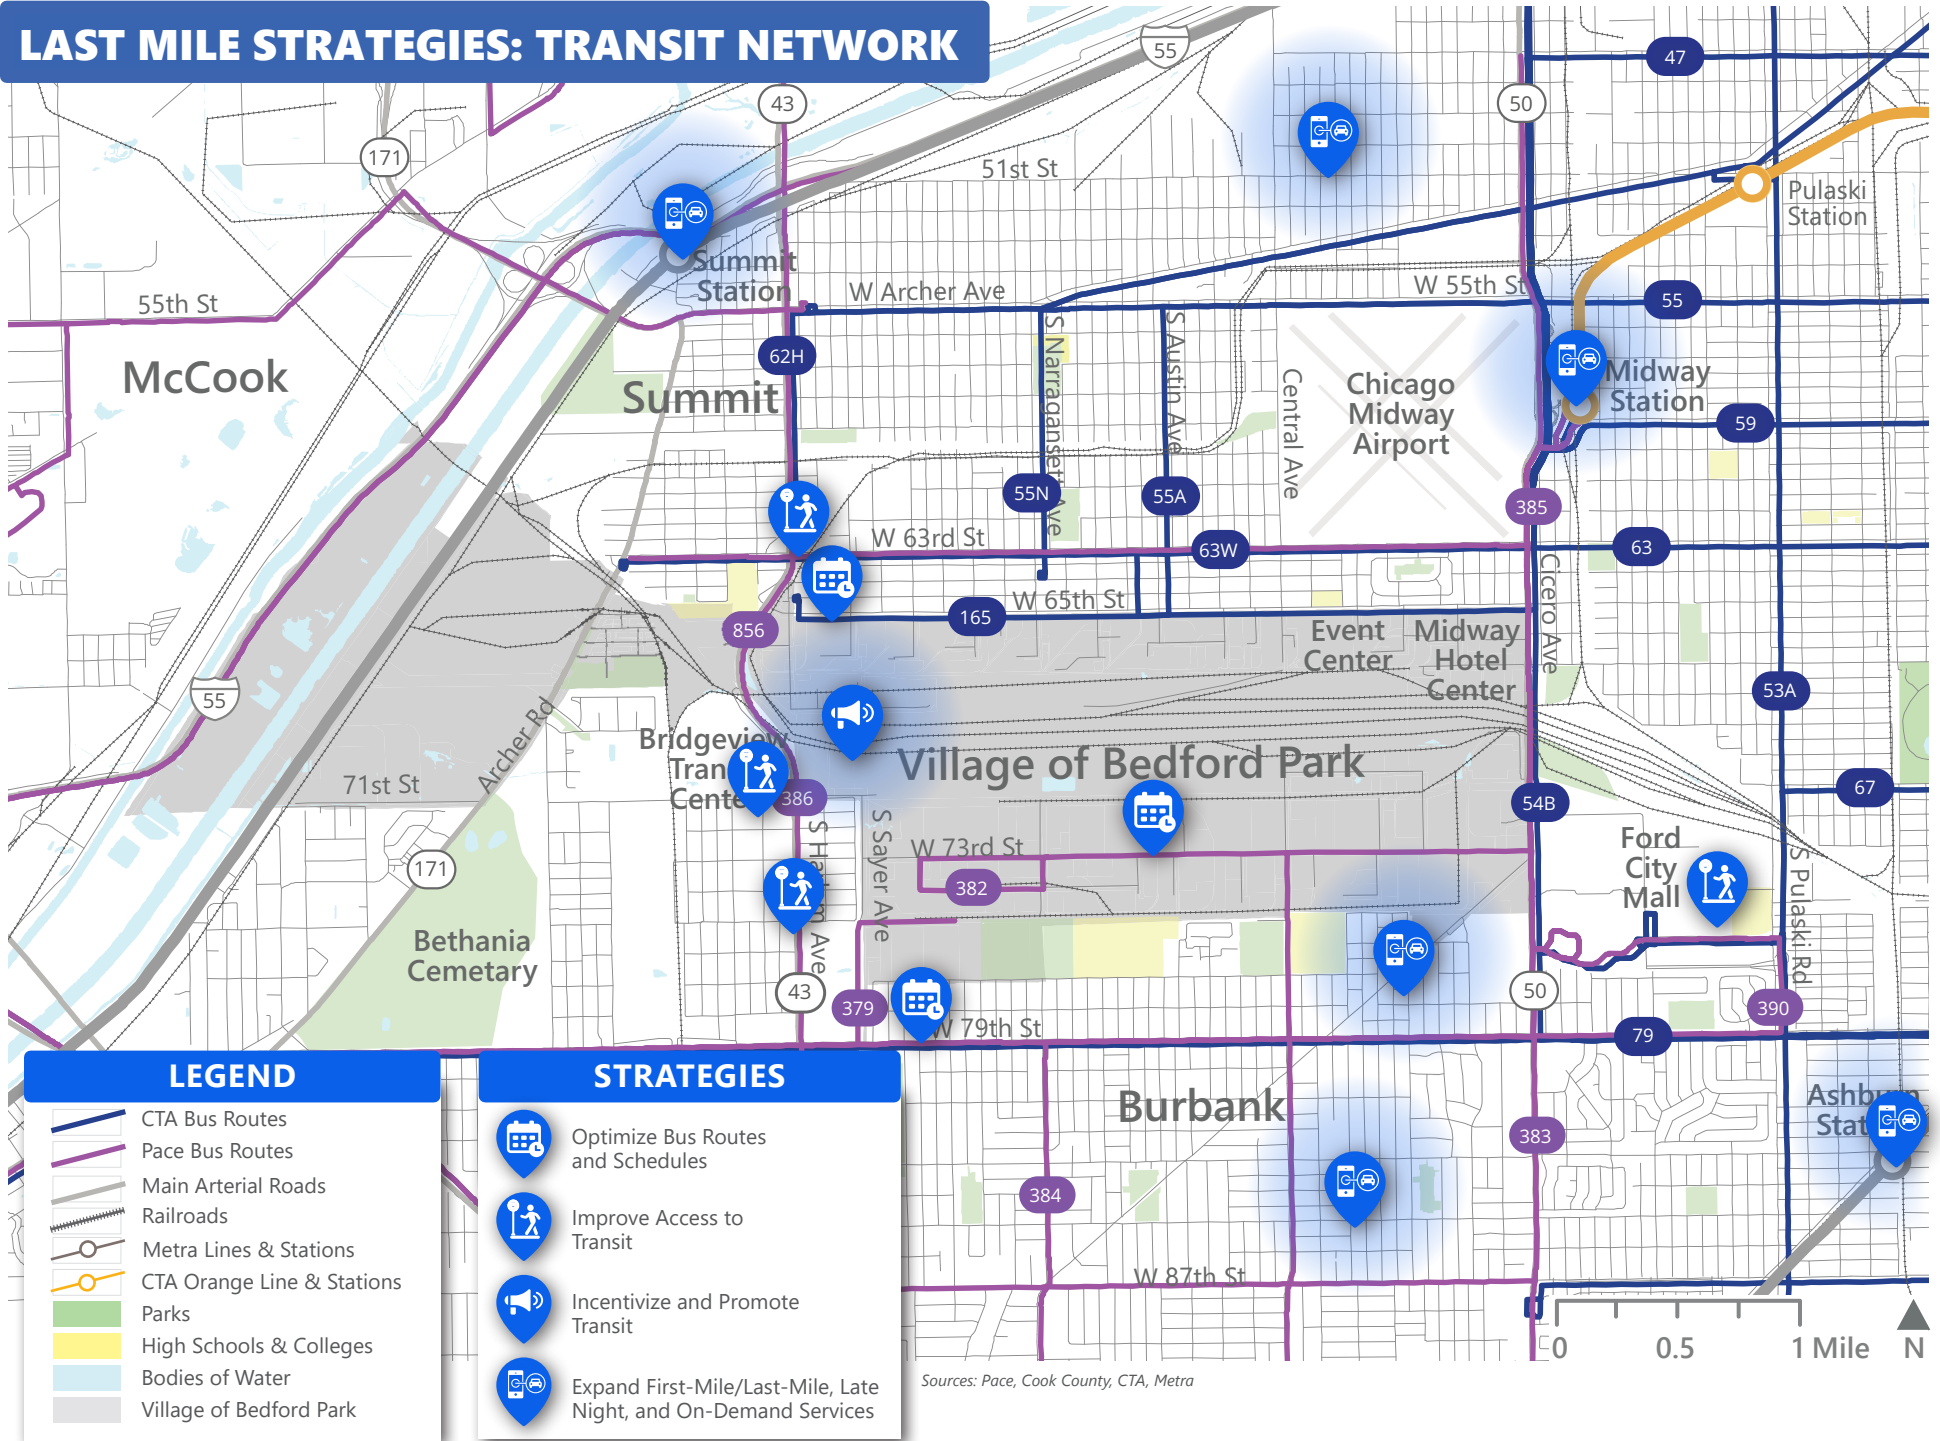 LAST MILE STRATEGIES: TRANSIT NETWORK
55
47
43
50
171
51st St
Pulaski
Station
Summit
Station
W Archer Ave
W 55th St
55
55th St
62H
McCook
Summit
S Narragansett Ave
S Austin Ave
Central Ave
Chicago
Midway
Airport
Midway
Station
59
55N
55A
385
W 63rd St
63W
63
Cicero Ave
W 65th St
165
856
Event
Center
Midway
Hotel
Center
55
53A
Archer Rd
Bridgeview
Tran
Cente
Village of Bedford Park
71st St
386
54B
67
S Harlem Ave
S Sayer Ave
W 73rd St
382
Ford
City
Mall
S Pulaski Rd
171
Bethania
Cemetary
43
379
50
390
W 79th St
79
Burbank
Ashburn
Stat
383
384
W 87th St
0
0.5
1 Mile
N
Sources: Pace, Cook County, CTA, Metra
LEGEND
CTA Bus Routes
Pace Bus Routes
Main Arterial Roads
Railroads
Metra Lines & Stations
CTA Orange Line & Stations
Parks
High Schools & Colleges
Bodies of Water
Village of Bedford Park
STRATEGIES
Optimize Bus Routes
and Schedules
Improve Access to
Transit
Incentivize and Promote
Transit
Expand First-Mile/Last-Mile, Late
Night, and On-Demand Services